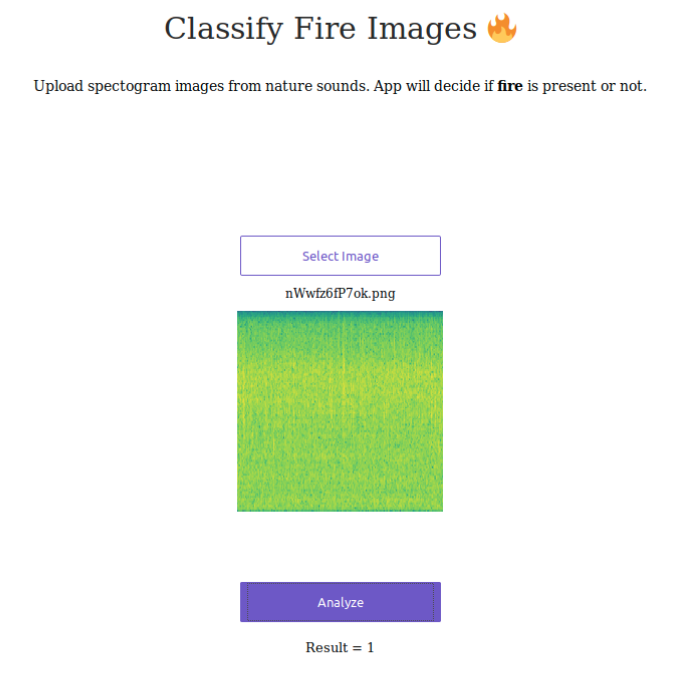 Classify Fire Images 🔥
Upload spectogram images from nature sounds. App will decide if fire is present or not.
Select Image
nWwfz6fP7ok.png
Analyze
Result = 1